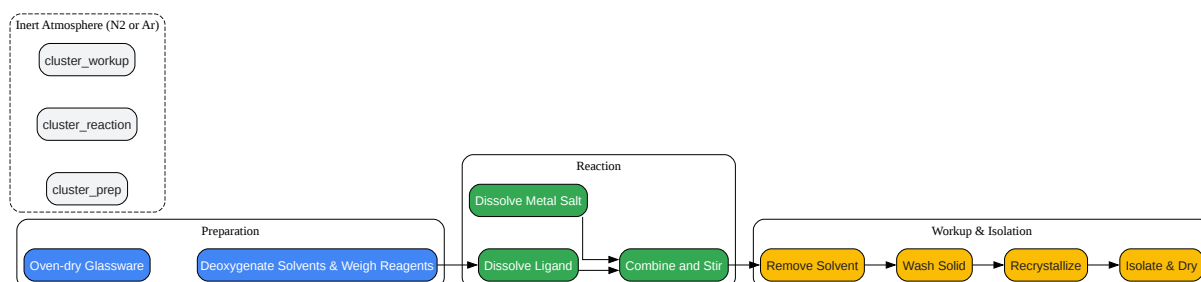 Inert Atmosphere (N2 or Ar)
cluster_workup
cluster_reaction
cluster_prep
Preparation
Oven-dry Glassware
Deoxygenate Solvents & Weigh Reagents
Reaction
Dissolve Metal Salt
Dissolve Ligand
Combine and Stir
Workup & Isolation
Remove Solvent
Wash Solid
Recrystallize
Isolate & Dry